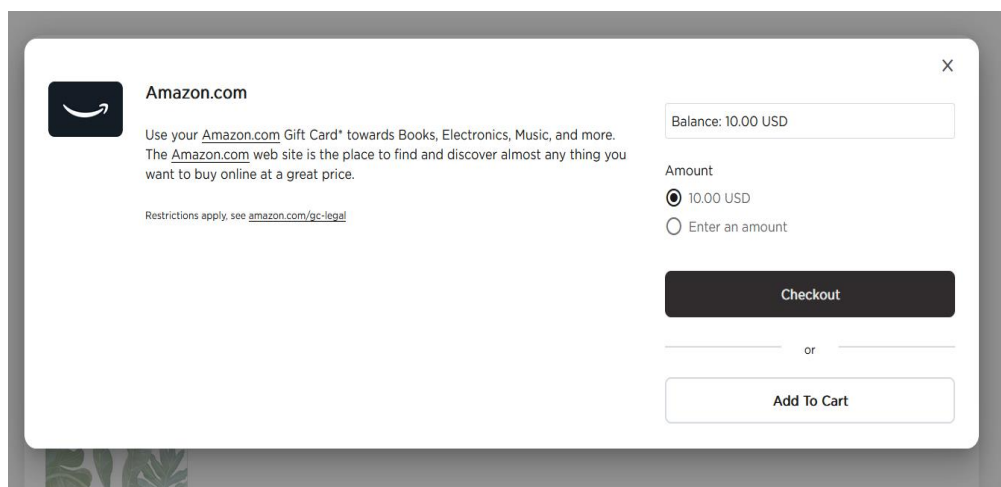 X
Amazon.com
Use your Amazon.com Gift Card* towards Books, Electronics, Music, and more.
The Amazon.com web site is the place to find and discover almost any thing you
want to buy online at a great price.
Restrictions apply, see amazon.com/gc-legal
Balance: 10.00 USD
Amount
10.00 USD
Enter an amount
Checkout
or
Add To Cart